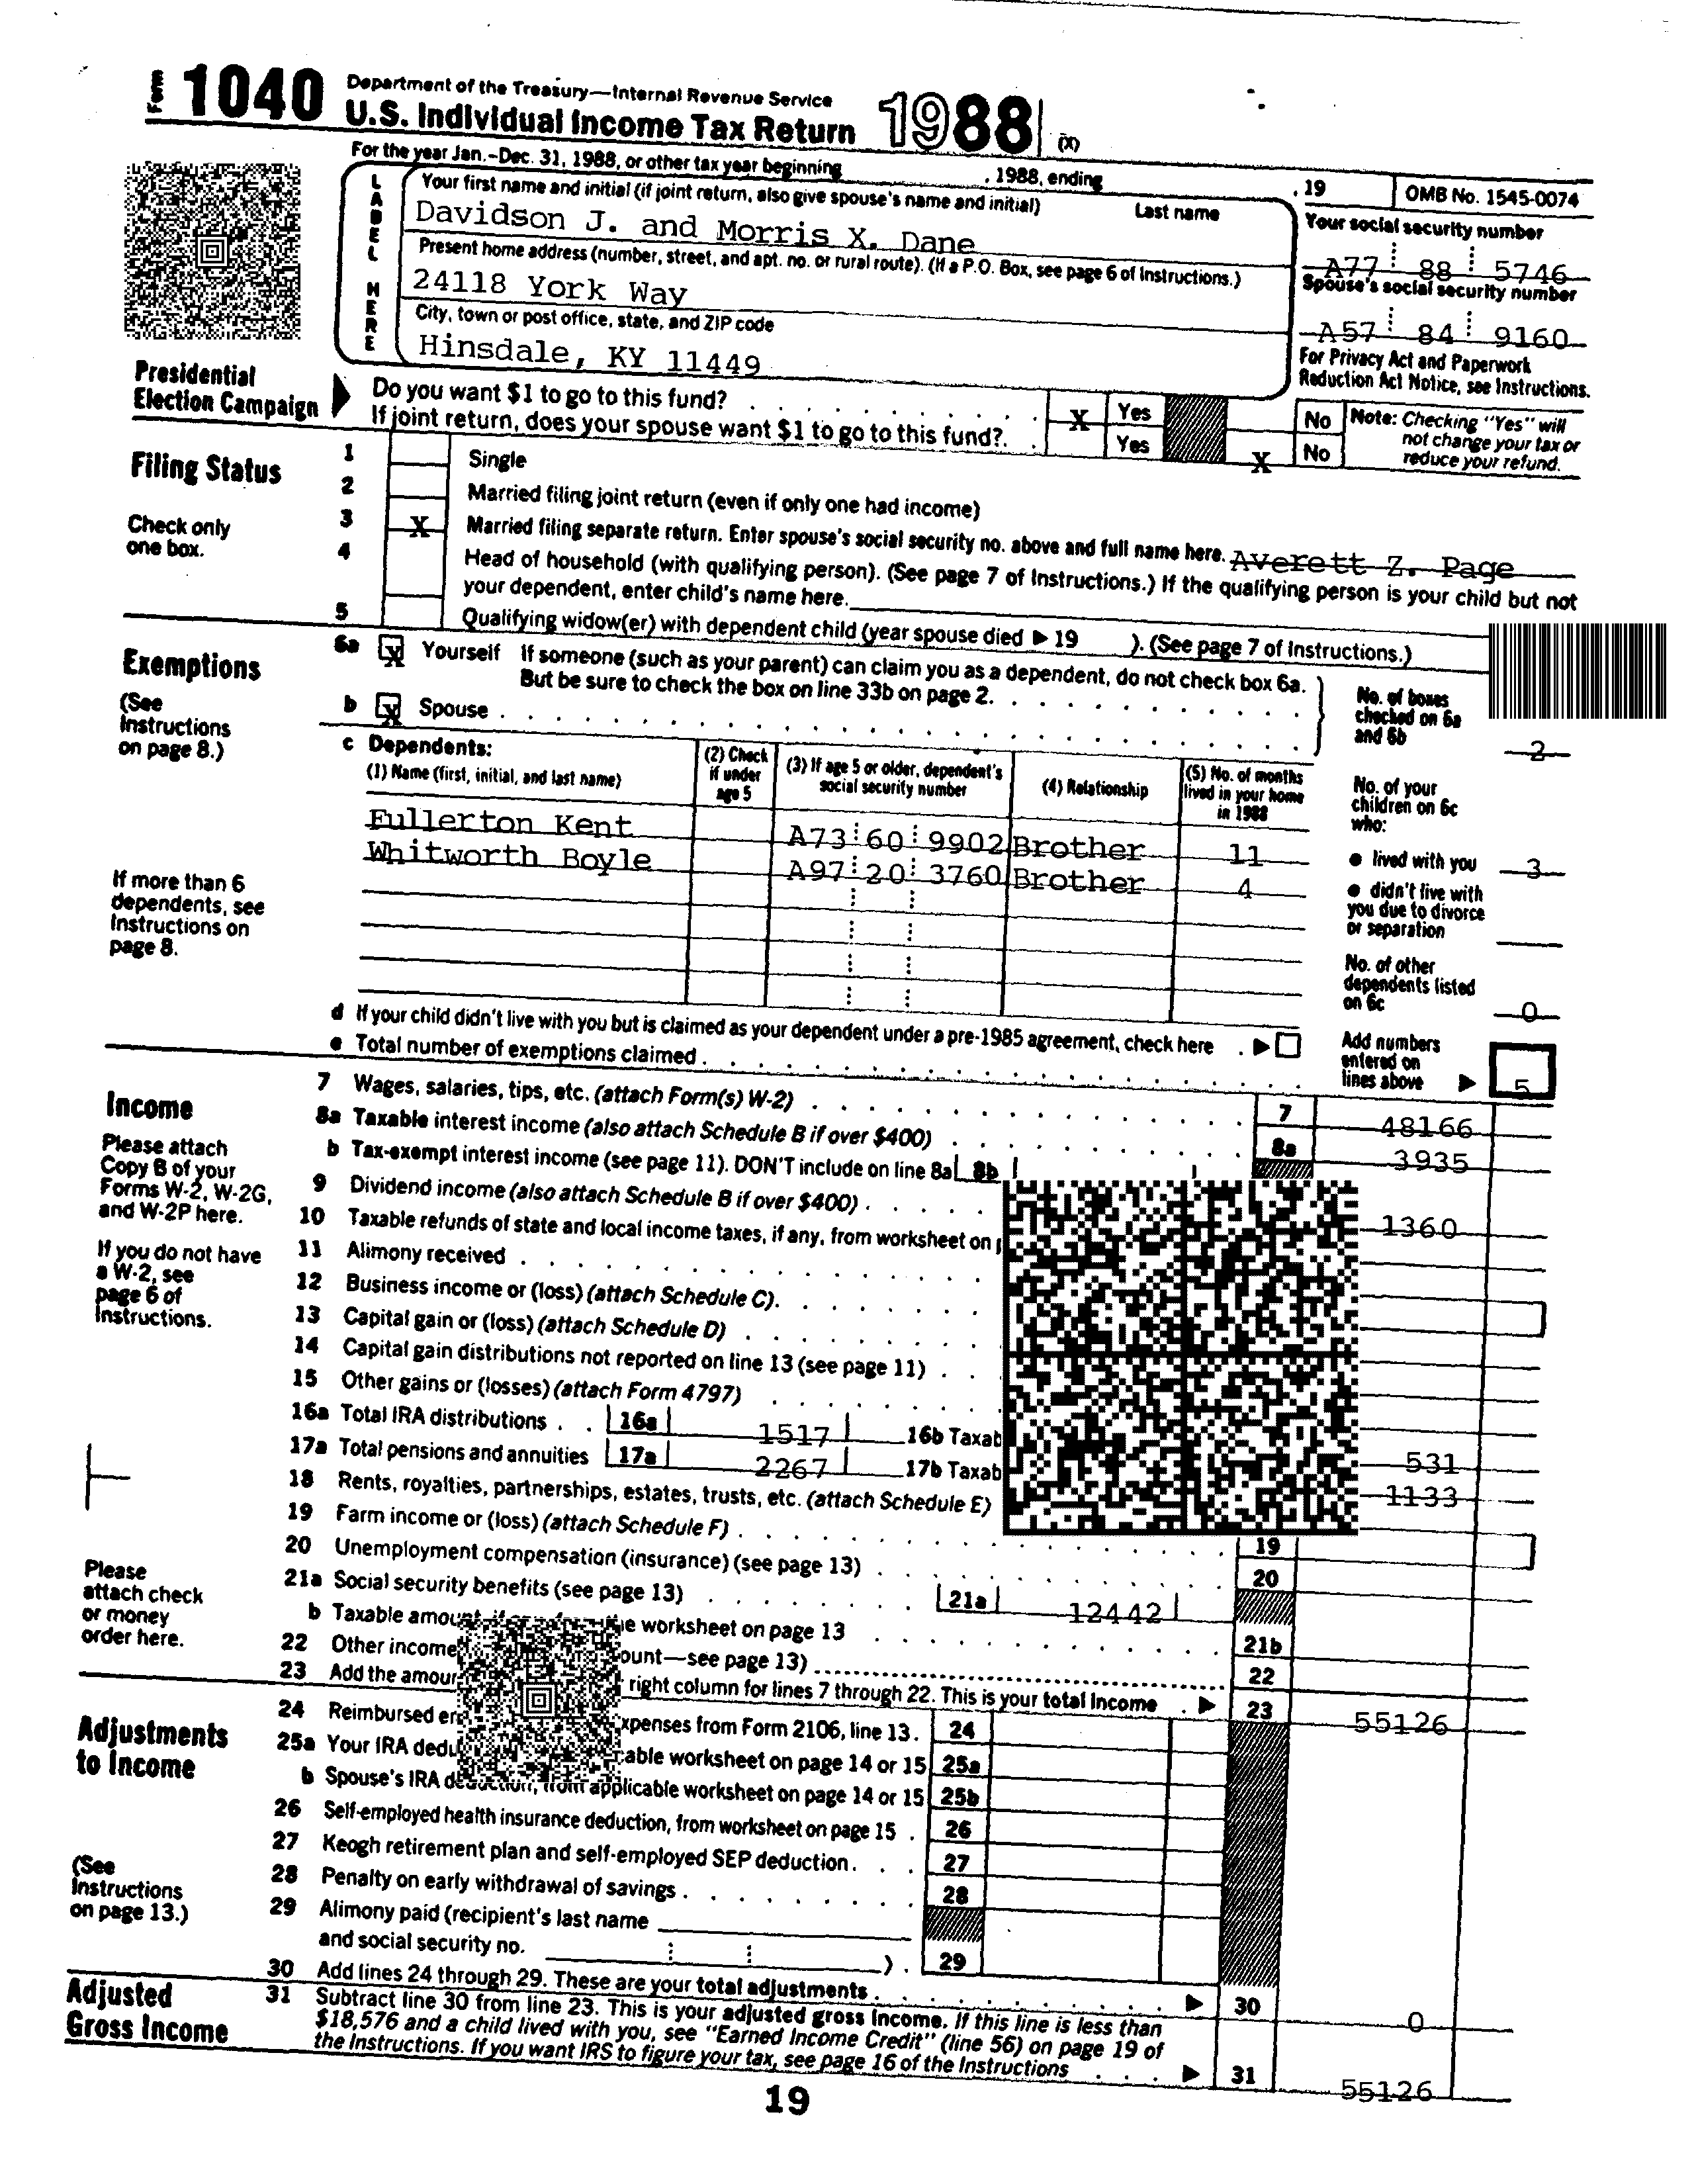 Form 1040 Department of the Treasury—Internal Revenue Service
U.S. Individual Income Tax Return 1988 (X)
For the year Jan.–Dec. 31, 1988, or other tax year beginning , 1988, ending , 19 OMB No. 1545-0074
LABEL HERE
Your first name and initial (if joint return, also give spouse's name and initial) Last name
Davidson J. and Morris X. Dane
Your social security number
A77 88 5746
Present home address (number, street, and apt. no. or rural route). (If a P.O. Box, see page 6 of Instructions.)
24118 York Way
Spouse's social security number
A57 84 9160
City, town or post office, state, and ZIP code
Hinsdale, KY 11449
For Privacy Act and Paperwork
Reduction Act Notice, see Instructions.
Presidential
Election Campaign
Do you want $1 to go to this fund? X Yes No
If joint return, does your spouse want $1 to go to this fund? Yes X No
Note: Checking "Yes" will
not change your tax or
reduce your refund.
Filing Status
Check only
one box.
1 Single
2 Married filing joint return (even if only one had income)
3 X Married filing separate return. Enter spouse's social security no. above and full name here. Averett Z. Page
4 Head of household (with qualifying person). (See page 7 of Instructions.) If the qualifying person is your child but not
your dependent, enter child's name here.
5 Qualifying widow(er) with dependent child (year spouse died ▶ 19 ). (See page 7 of Instructions.)
Exemptions
(See
Instructions
on page 8.)
6a X Yourself If someone (such as your parent) can claim you as a dependent, do not check box 6a.
But be sure to check the box on line 33b on page 2.
b X Spouse
No. of boxes
checked on 6a
and 6b 2
c Dependents:
(1) Name (first, initial, and last name)
(2) Check
if under
age 5
(3) If age 5 or older, dependent's
social security number
(4) Relationship
(5) No. of months
lived in your home
in 1988
Fullerton Kent A73 60 9902 Brother 11
Whitworth Boyle A97 20 3760 Brother 4
If more than 6
dependents, see
Instructions on
page 8.
No. of your
children on 6c
who:
● lived with you 3
● didn't live with
you due to divorce
or separation
No. of other
dependents listed
on 6c 0
d If your child didn't live with you but is claimed as your dependent under a pre-1985 agreement, check here
e Total number of exemptions claimed
Add numbers
entered on
lines above 5
Income
Please attach
Copy B of your
Forms W-2, W-2G,
and W-2P here.
If you do not have
a W-2, see
page 6 of
Instructions.
7 Wages, salaries, tips, etc. (attach Form(s) W-2) 7 48166
8a Taxable interest income (also attach Schedule B if over $400) 8a 3935
b Tax-exempt interest income (see page 11). DON'T include on line 8a 8b
9 Dividend income (also attach Schedule B if over $400)
10 Taxable refunds of state and local income taxes, if any, from worksheet on 1360
11 Alimony received
12 Business income or (loss) (attach Schedule C).
13 Capital gain or (loss) (attach Schedule D)
14 Capital gain distributions not reported on line 13 (see page 11)
15 Other gains or (losses) (attach Form 4797)
16a Total IRA distributions 16a 1517 16b Taxab 531
17a Total pensions and annuities 17a 2267 17b Taxab 1133
18 Rents, royalties, partnerships, estates, trusts, etc. (attach Schedule E)
19 Farm income or (loss) (attach Schedule F) 19
20 Unemployment compensation (insurance) (see page 13) 20
21a Social security benefits (see page 13) 21a 12442
b Taxable worksheet on page 13 21b
22 Other income ount—see page 13) 22
23 Add the right column for lines 7 through 22. This is your total income 23 55126
Please
attach check
or money
order here.
Adjustments
to Income
(See
Instructions
on page 13.)
24 Reimbursed xpenses from Form 2106, line 13. 24
25a Your IRA worksheet on page 14 or 15 25a
b Spouse's IRA deduction, from applicable worksheet on page 14 or 15 25b
26 Self-employed health insurance deduction, from worksheet on page 15 26
27 Keogh retirement plan and self-employed SEP deduction. 27
28 Penalty on early withdrawal of savings 28
29 Alimony paid (recipient's last name
and social security no. ). 29
30 Add lines 24 through 29. These are your total adjustments 30 0
Adjusted
Gross Income
31 Subtract line 30 from line 23. This is your adjusted gross income. If this line is less than
$18,576 and a child lived with you, see "Earned Income Credit" (line 56) on page 19 of
the Instructions. If you want IRS to figure your tax, see page 16 of the Instructions 31 55126
19